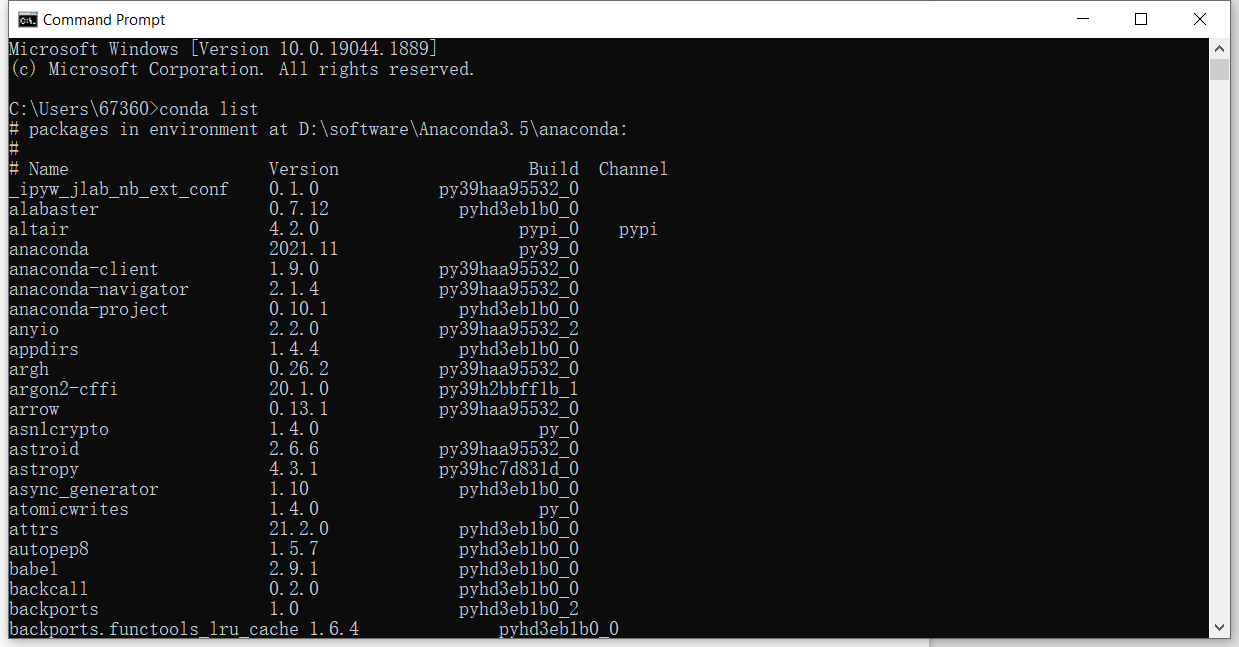 Command Prompt
Microsoft Windows [Version 10.0.19044.1889]
(c) Microsoft Corporation. All rights reserved.
C:\Users\67360>conda list
# packages in environment at D:\software\Anaconda3.5\anaconda:
#
# Name                    Version                   Build  Channel
_ipyw_jlab_nb_ext_conf    0.1.0            py39haa95532_0
alabaster                 0.7.12             pyhd3eb1b0_0
altair                    4.2.0                    pypi_0    pypi
anaconda                  2021.11                  py39_0
anaconda-client           1.9.0            py39haa95532_0
anaconda-navigator        2.1.4            py39haa95532_0
anaconda-project          0.10.1             pyhd3eb1b0_0
anyio                     2.2.0            py39haa95532_2
appdirs                   1.4.4              pyhd3eb1b0_0
argh                      0.26.2           py39haa95532_0
argon2-cffi               20.1.0           py39h2bbff1b_1
arrow                     0.13.1           py39haa95532_0
asn1crypto                1.4.0                      py_0
astroid                   2.6.6            py39haa95532_0
astropy                   4.3.1            py39hc7d831d_0
async_generator           1.10               pyhd3eb1b0_0
atomicwrites              1.4.0                      py_0
attrs                     21.2.0             pyhd3eb1b0_0
autopep8                  1.5.7              pyhd3eb1b0_0
babel                     2.9.1              pyhd3eb1b0_0
backcall                  0.2.0              pyhd3eb1b0_0
backports                 1.0                pyhd3eb1b0_2
backports.functools_lru_cache 1.6.4              pyhd3eb1b0_0